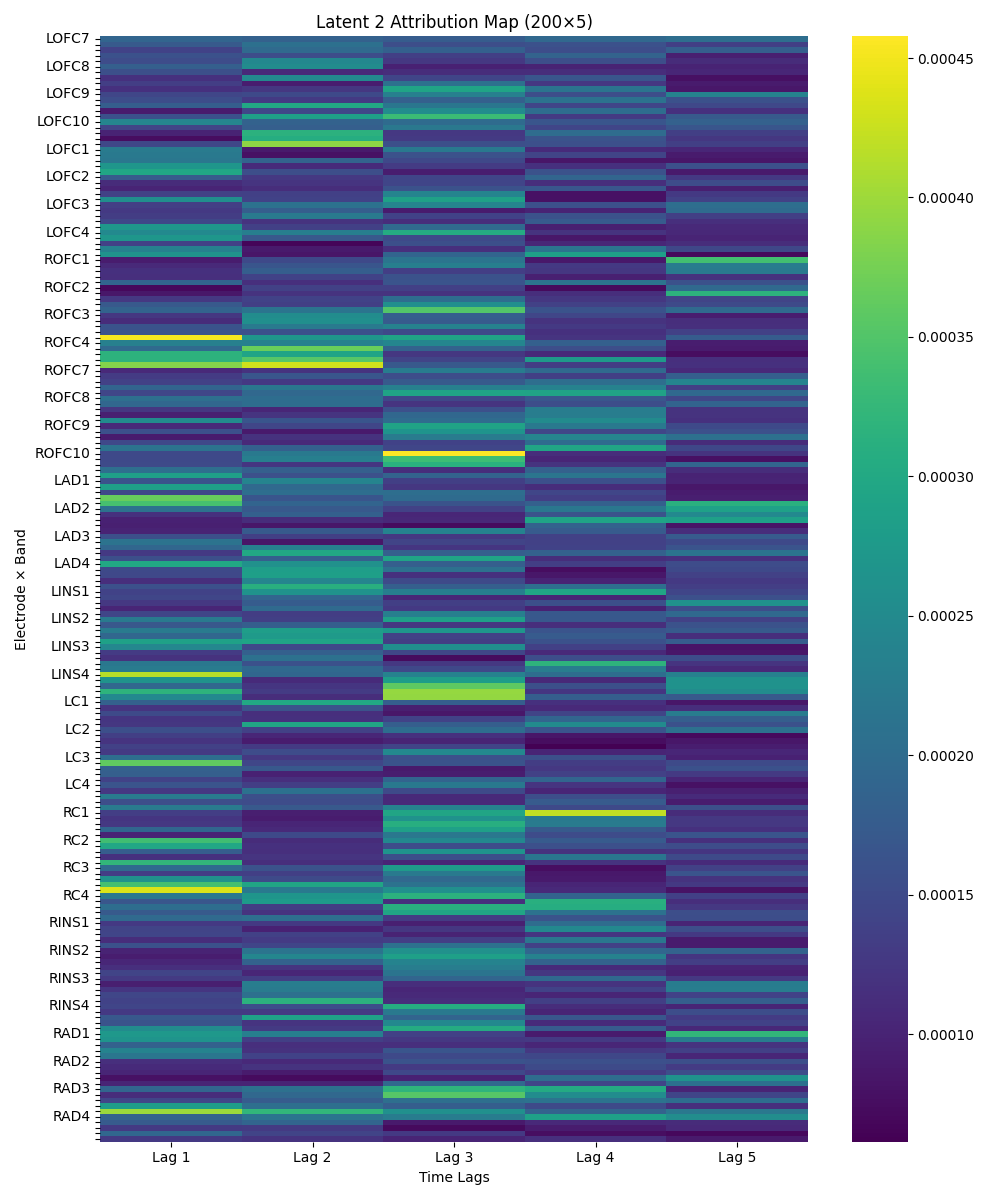 Latent 2 Attribution Map (200×5)
Electrode × Band
LOFC7
LOFC8
LOFC9
LOFC10
LOFC1
LOFC2
LOFC3
LOFC4
ROFC1
ROFC2
ROFC3
ROFC4
ROFC7
ROFC8
ROFC9
ROFC10
LAD1
LAD2
LAD3
LAD4
LINS1
LINS2
LINS3
LINS4
LC1
LC2
LC3
LC4
RC1
RC2
RC3
RC4
RINS1
RINS2
RINS3
RINS4
RAD1
RAD2
RAD3
RAD4
Lag 1 Lag 2 Lag 3 Lag 4 Lag 5
Time Lags
0.00045
0.00040
0.00035
0.00030
0.00025
0.00020
0.00015
0.00010